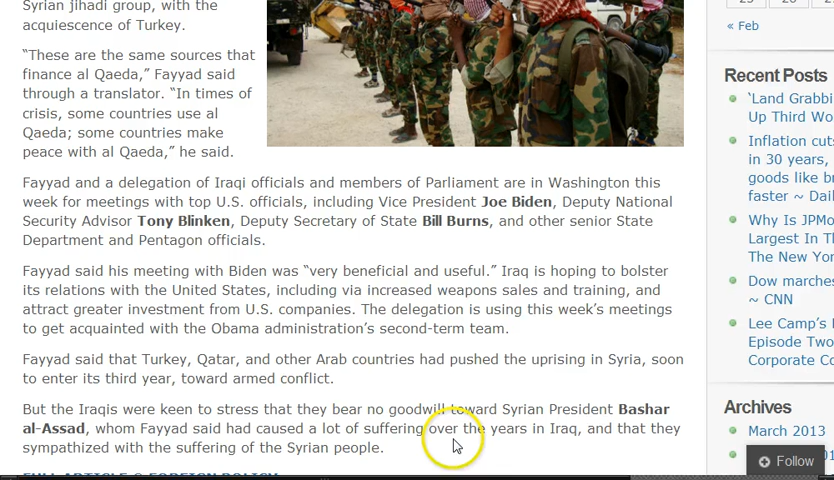 Syrian jihadi group, with the
acquiescence of Turkey.
“These are the same sources that
finance al Qaeda,” Fayyad said
through a translator. “In times of
crisis, some countries use al
Qaeda; some countries make
peace with al Qaeda,” he said.
Fayyad and a delegation of Iraqi officials and members of Parliament are in Washington this
week for meetings with top U.S. officials, including Vice President Joe Biden, Deputy National
Security Advisor Tony Blinken, Deputy Secretary of State Bill Burns, and other senior State
Department and Pentagon officials.
Fayyad said his meeting with Biden was “very beneficial and useful.” Iraq is hoping to bolster
its relations with the United States, including via increased weapons sales and training, and
attract greater investment from U.S. companies. The delegation is using this week’s meetings
to get acquainted with the Obama administration’s second-term team.
Fayyad said that Turkey, Qatar, and other Arab countries had pushed the uprising in Syria, soon
to enter its third year, toward armed conflict.
But the Iraqis were keen to stress that they bear no goodwill toward Syrian President Bashar
al-Assad, whom Fayyad said had caused a lot of suffering over the years in Iraq, and that they
sympathized with the suffering of the Syrian people.
FULL ARTICLE @ FOREIGN POLICY
« Feb
Recent Posts
‘Land Grabbi
Up Third Wo
Inflation cuts
in 30 years,
goods like br
faster ~ Dail
Why Is JPMo
Largest In Th
The New Yor
Dow marches
~ CNN
Lee Camp’s
Episode Two
Corporate Co
Archives
March 2013
Follow